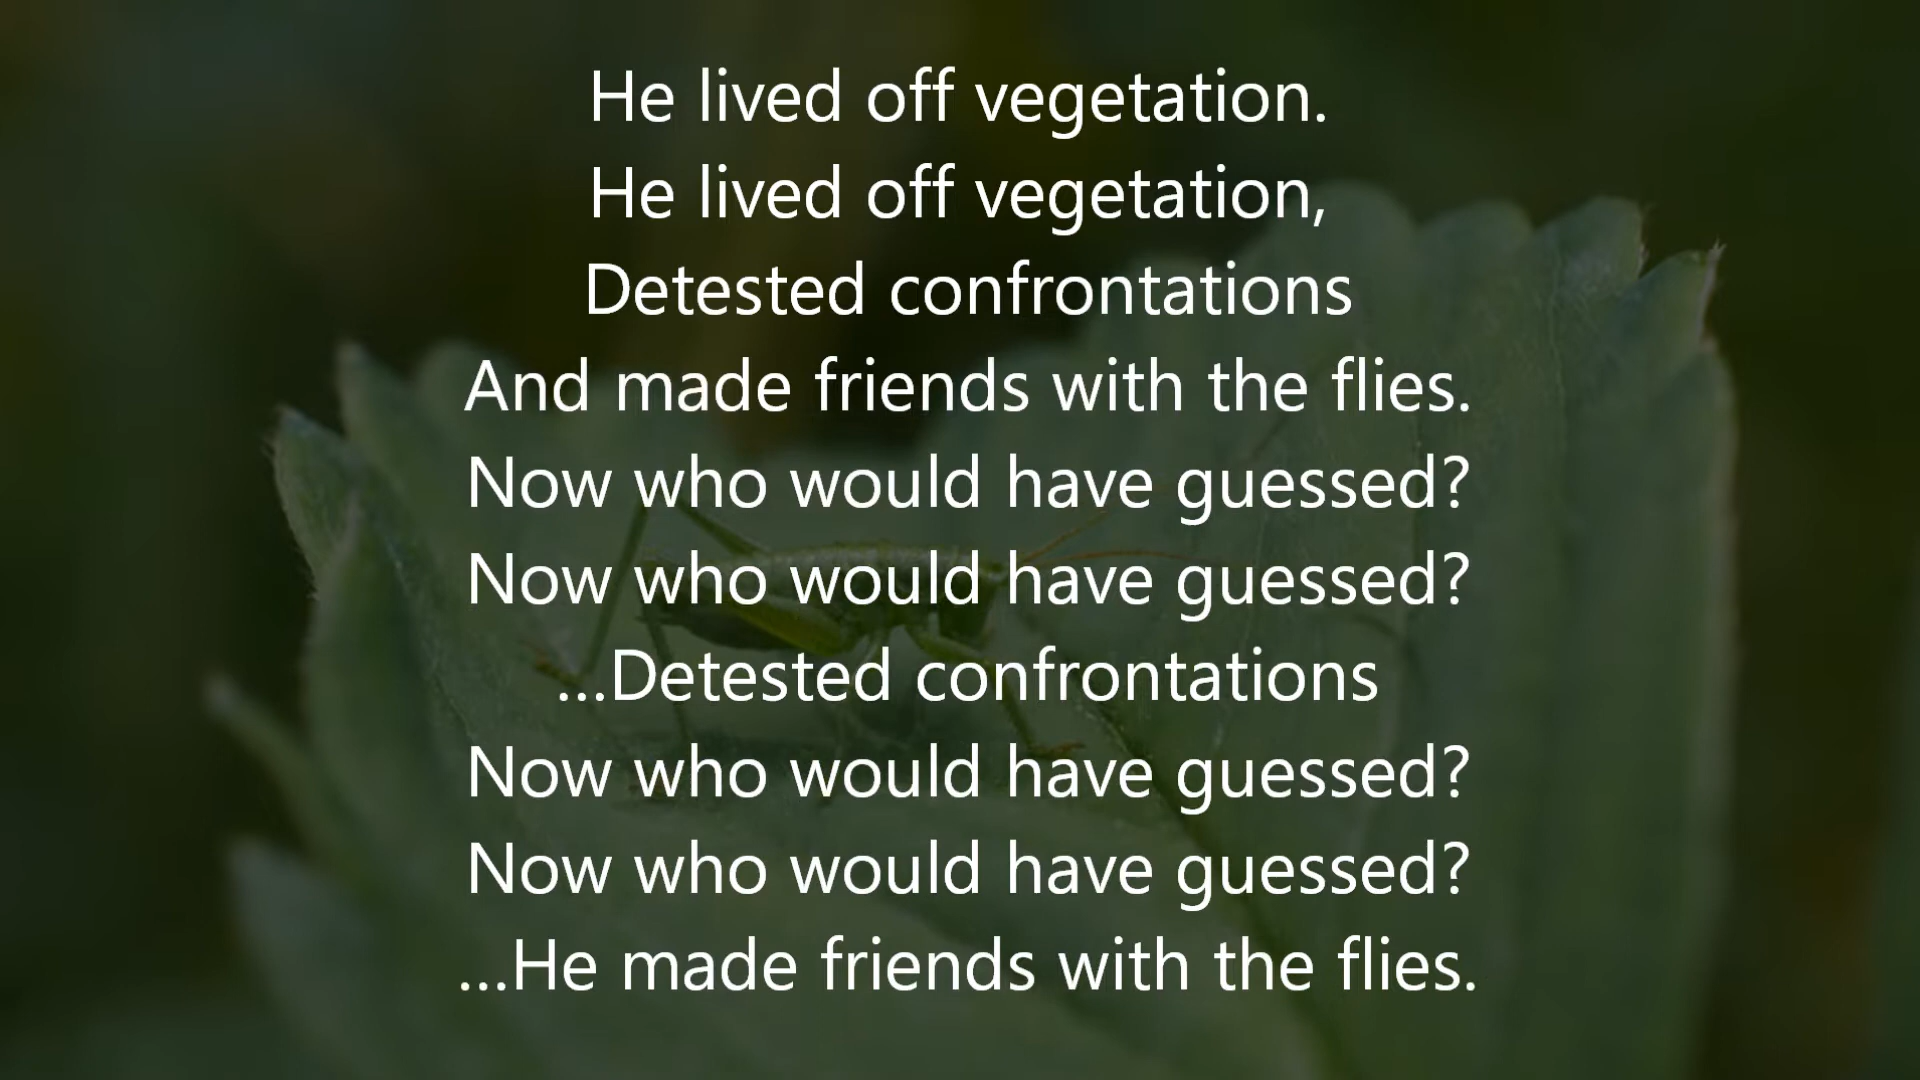 He lived off vegetation.
He lived off vegetation,
Detested confrontations
And made friends with the flies.
Now who would have guessed?
Now who would have guessed?
...Detested confrontations
Now who would have guessed?
Now who would have guessed?
...He made friends with the flies.